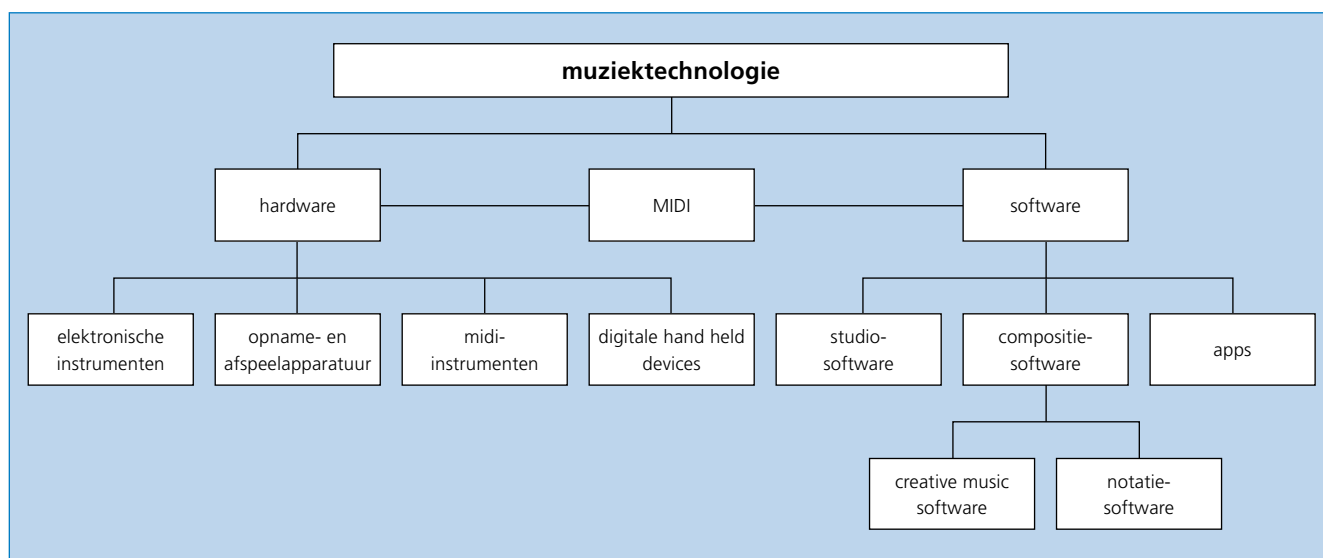 muziektechnologie
hardware
MIDI
software
elektronische
instrumenten
opname- en
afspeelapparatuur
midi-
instrumenten
digitale hand held
devices
studio-
software
compositie-
software
apps
creative music
software
notatie-
software